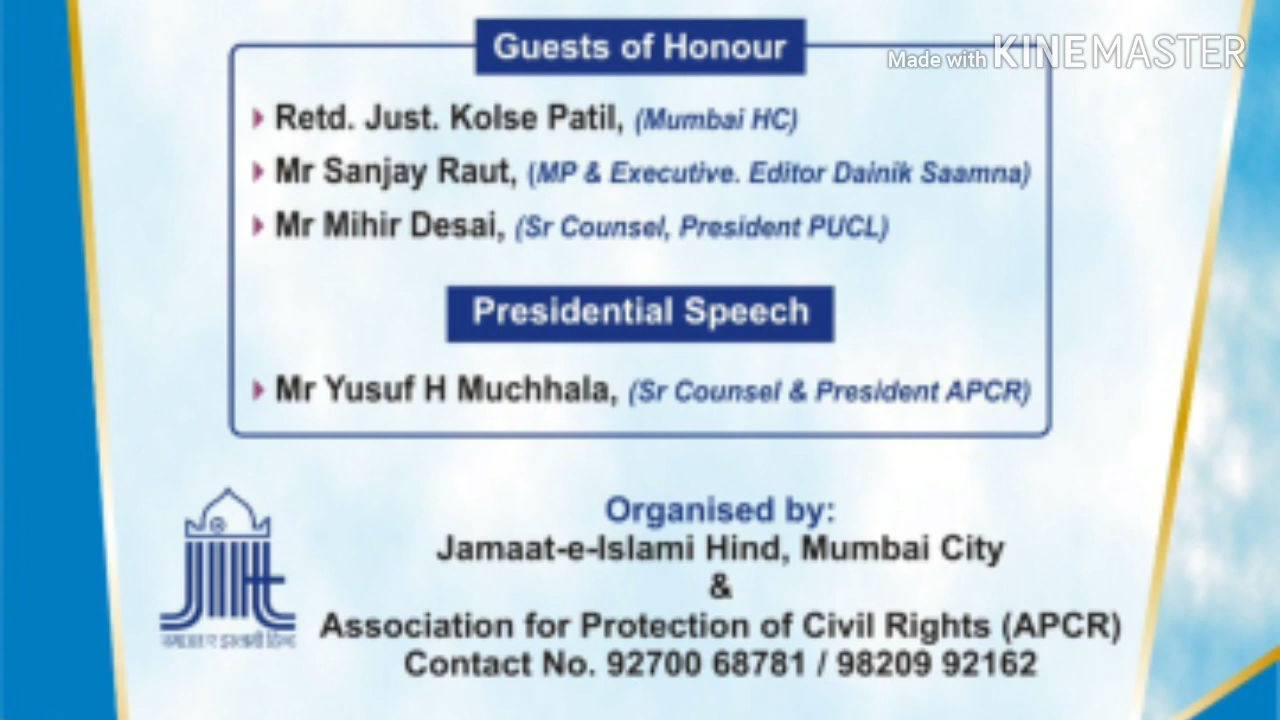 Guests of Honour
Made with KINEMASTER
Retd. Just. Kolse Patil, (Mumbai HC)
Mr Sanjay Raut, (MP & Executive. Editor Dainik Saamna)
Mr Mihir Desai, (Sr Counsel, President PUCL)
Presidential Speech
Mr Yusuf H Muchhala, (Sr Counsel & President APCR)
Organised by:
Jamaat-e-Islami Hind, Mumbai City
&
Association for Protection of Civil Rights (APCR)
Contact No. 92700 68781 / 98209 92162